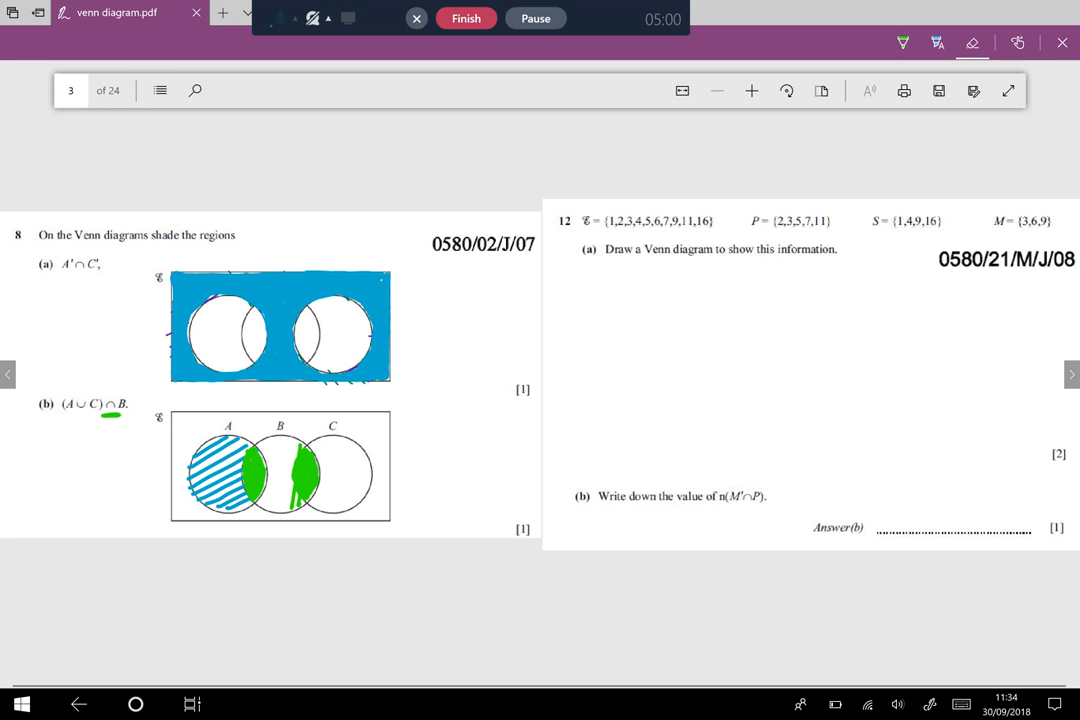 venn diagram.pdf
Finish
Pause
05:00
3 of 24
8 On the Venn diagrams shade the regions
0580/02/J/07
(a) A'∩C',
ℰ
[1]
(b) (A ∪ C) ∩ B.
ℰ
A B C
[1]
12 ℰ = {1,2,3,4,5,6,7,9,11,16} P = {2,3,5,7,11} S = {1,4,9,16} M = {3,6,9}
(a) Draw a Venn diagram to show this information.
0580/21/M/J/08
[2]
(b) Write down the value of n(M'∩P).
Answer(b) ........................................ [1]
11:34
30/09/2018